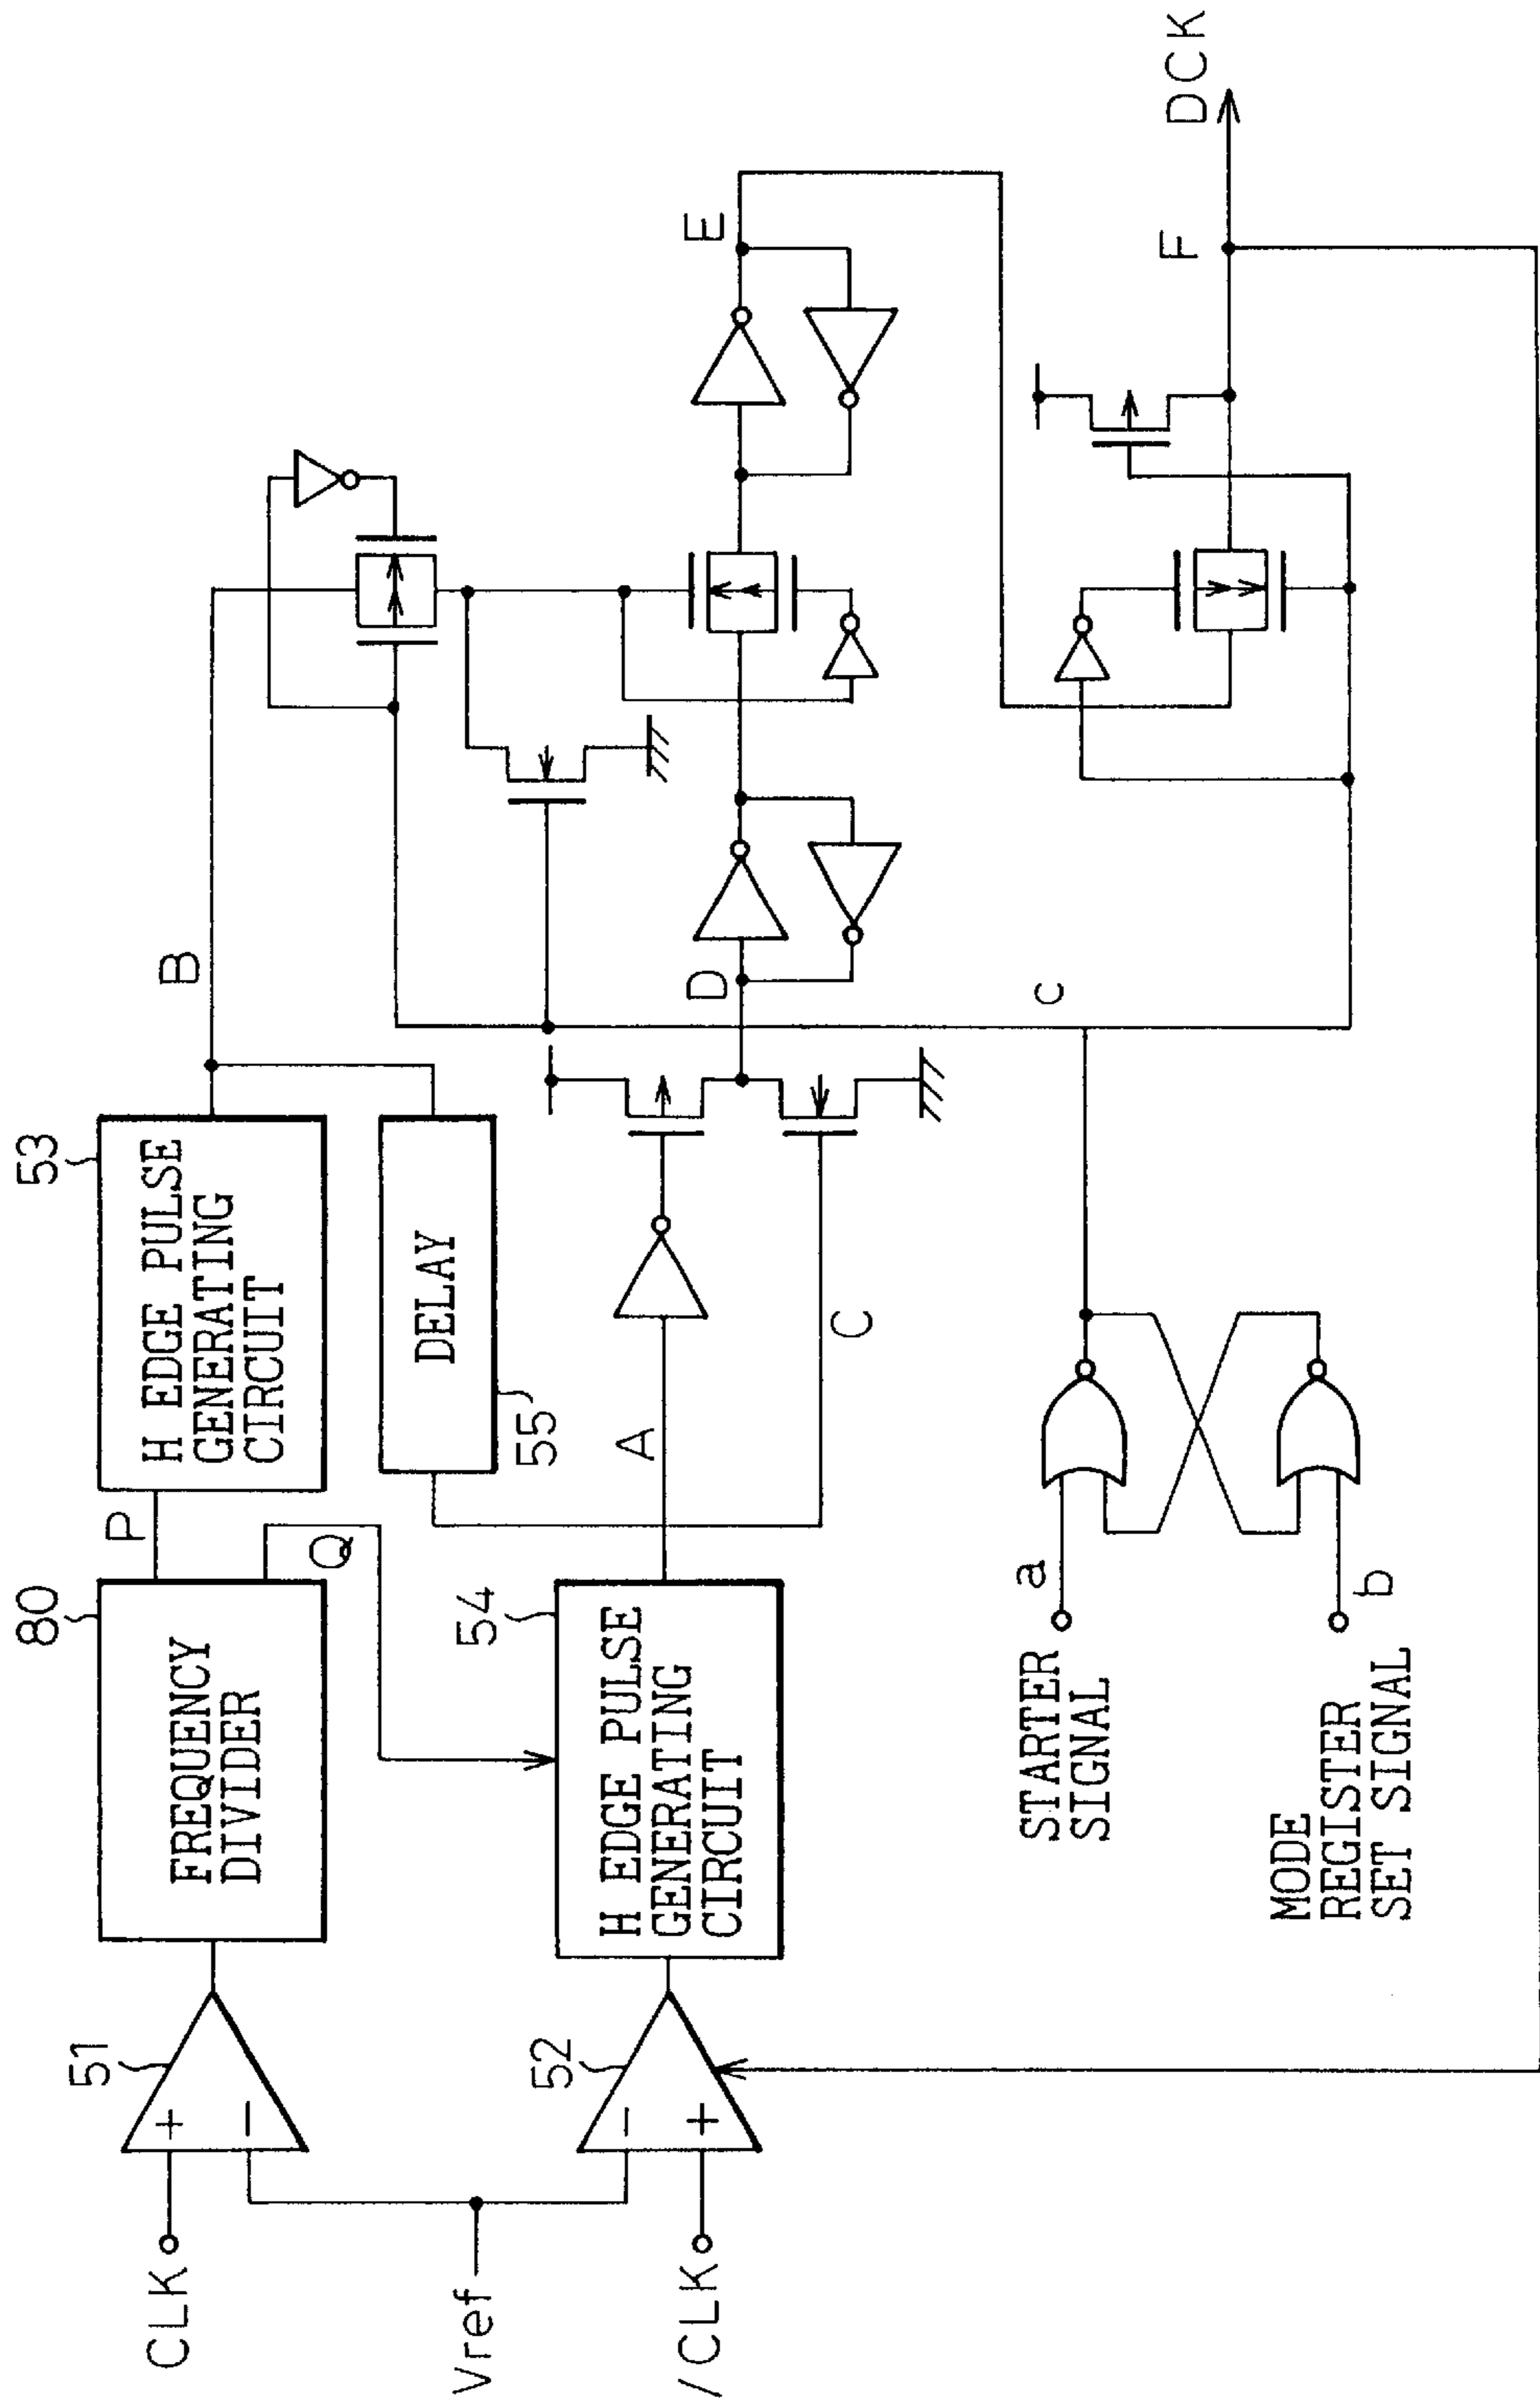 CLK
Vref
/CLK
+
−
−
+
51
52
80
FREQUENCY
DIVIDER
P
Q
53
H EDGE PULSE
GENERATING
CIRCUIT
54
H EDGE PULSE
GENERATING
CIRCUIT
55
DELAY
A
B
C
D
E
F
DCK
c
STARTER
SIGNAL
a
MODE
REGISTER
SET SIGNAL
b